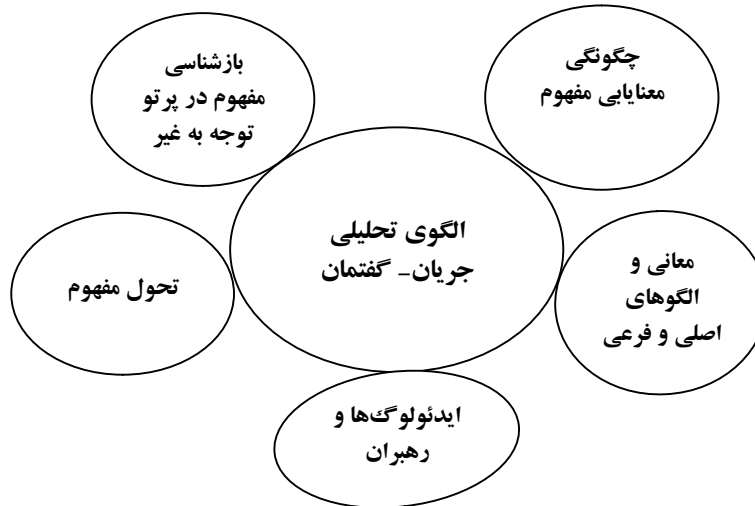 چگونگی
معنایابی مفهوم
بازشناسی
مفهوم در پرتو
توجه به غیر
الگوی تحلیلی
جریان- گفتمان
معانی و
الگوهای
اصلی و فرعی
تحول مفهوم
ایدئولوگ‌ها و
رهبران